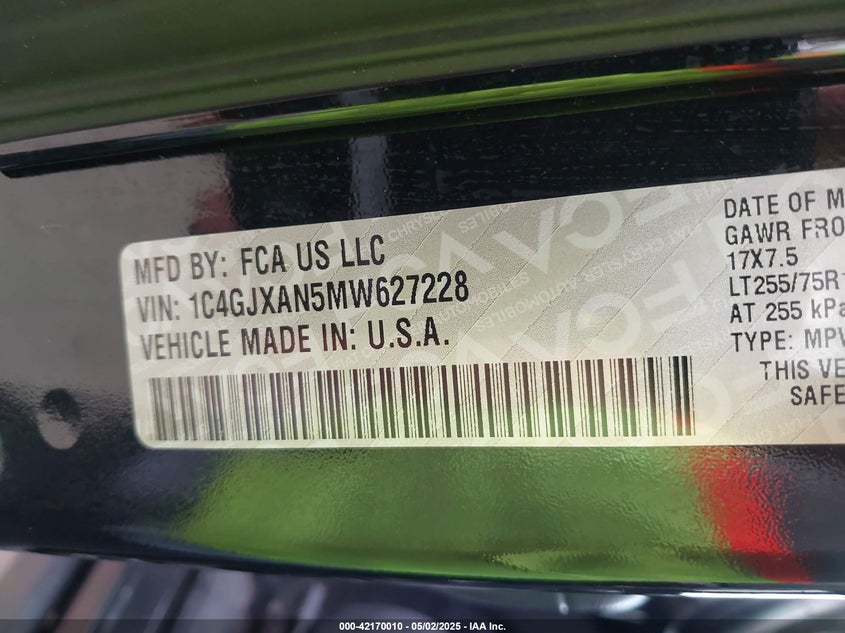 MFD BY: FCA US LLC
VIN: 1C4GJXAN5MW627228
VEHICLE MADE IN: U.S.A.
DATE OF M
GAWR FRO
17X7.5
LT255/75R1
AT 255 kPa
TYPE: MPV
THIS VE
SAFE
000-42170010 - 05/02/2025 - IAA Inc.